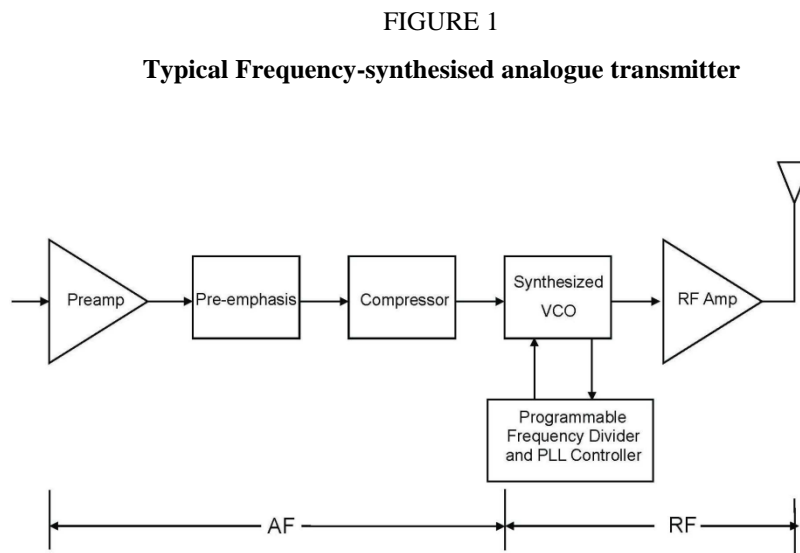 FIGURE 1
Typical Frequency-synthesised analogue transmitter
Preamp
Pre-emphasis
Compressor
Synthesized
VCO
RF Amp
Programmable
Frequency Divider
and PLL Controller
AF
RF